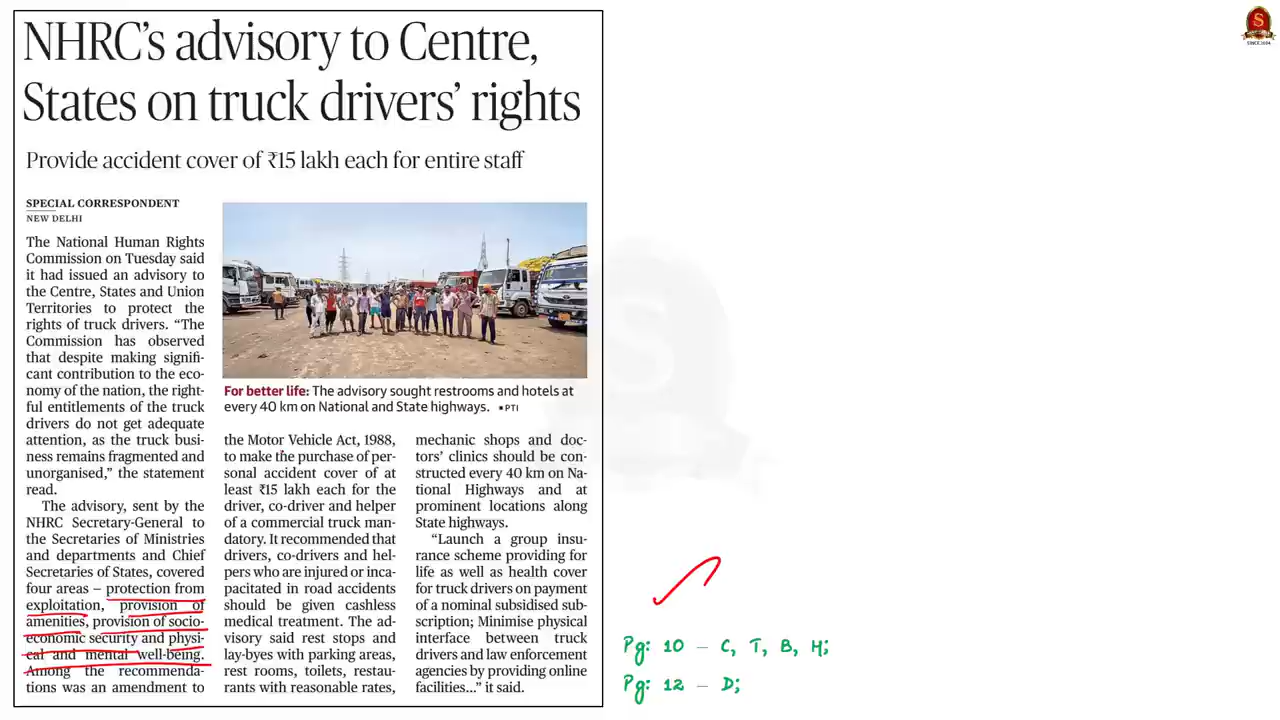 NHRC's advisory to Centre,
States on truck drivers' rights
Provide accident cover of ₹15 lakh each for entire staff
SPECIAL CORRESPONDENT
NEW DELHI
The National Human Rights
Commission on Tuesday said
it had issued an advisory to
the Centre, States and Union
Territories to protect the
rights of truck drivers. “The
Commission has observed
that despite making signifi-
cant contribution to the eco-
nomy of the nation, the right-
ful entitlements of the truck
drivers do not get adequate
attention, as the truck busi-
ness remains fragmented and
unorganised,” the statement
read.
The advisory, sent by the
NHRC Secretary-General to
the Secretaries of Ministries
and departments and Chief
Secretaries of States, covered
four areas – protection from
exploitation, provision of
amenities, provision of socio-
economic security and physi-
cal and mental well-being.
Among the recommenda-
tions was an amendment to
For better life: The advisory sought restrooms and hotels at
every 40 km on National and State highways. ▪PTI
the Motor Vehicle Act, 1988,
to make the purchase of per-
sonal accident cover of at
least ₹15 lakh each for the
driver, co-driver and helper
of a commercial truck man-
datory. It recommended that
drivers, co-drivers and hel-
pers who are injured or inca-
pacitated in road accidents
should be given cashless
medical treatment. The ad-
visory said rest stops and
lay-byes with parking areas,
rest rooms, toilets, restau-
rants with reasonable rates,
mechanic shops and doc-
tors' clinics should be con-
structed every 40 km on Na-
tional Highways and at
prominent locations along
State highways.
“Launch a group insu-
rance scheme providing for
life as well as health cover
for truck drivers on payment
of a nominal subsidised sub-
scription; Minimise physical
interface between truck
drivers and law enforcement
agencies by providing online
facilities...” it said.
Pg: 10 – C, T, B, H;
Pg: 12 – D;
S
SINCE 2004